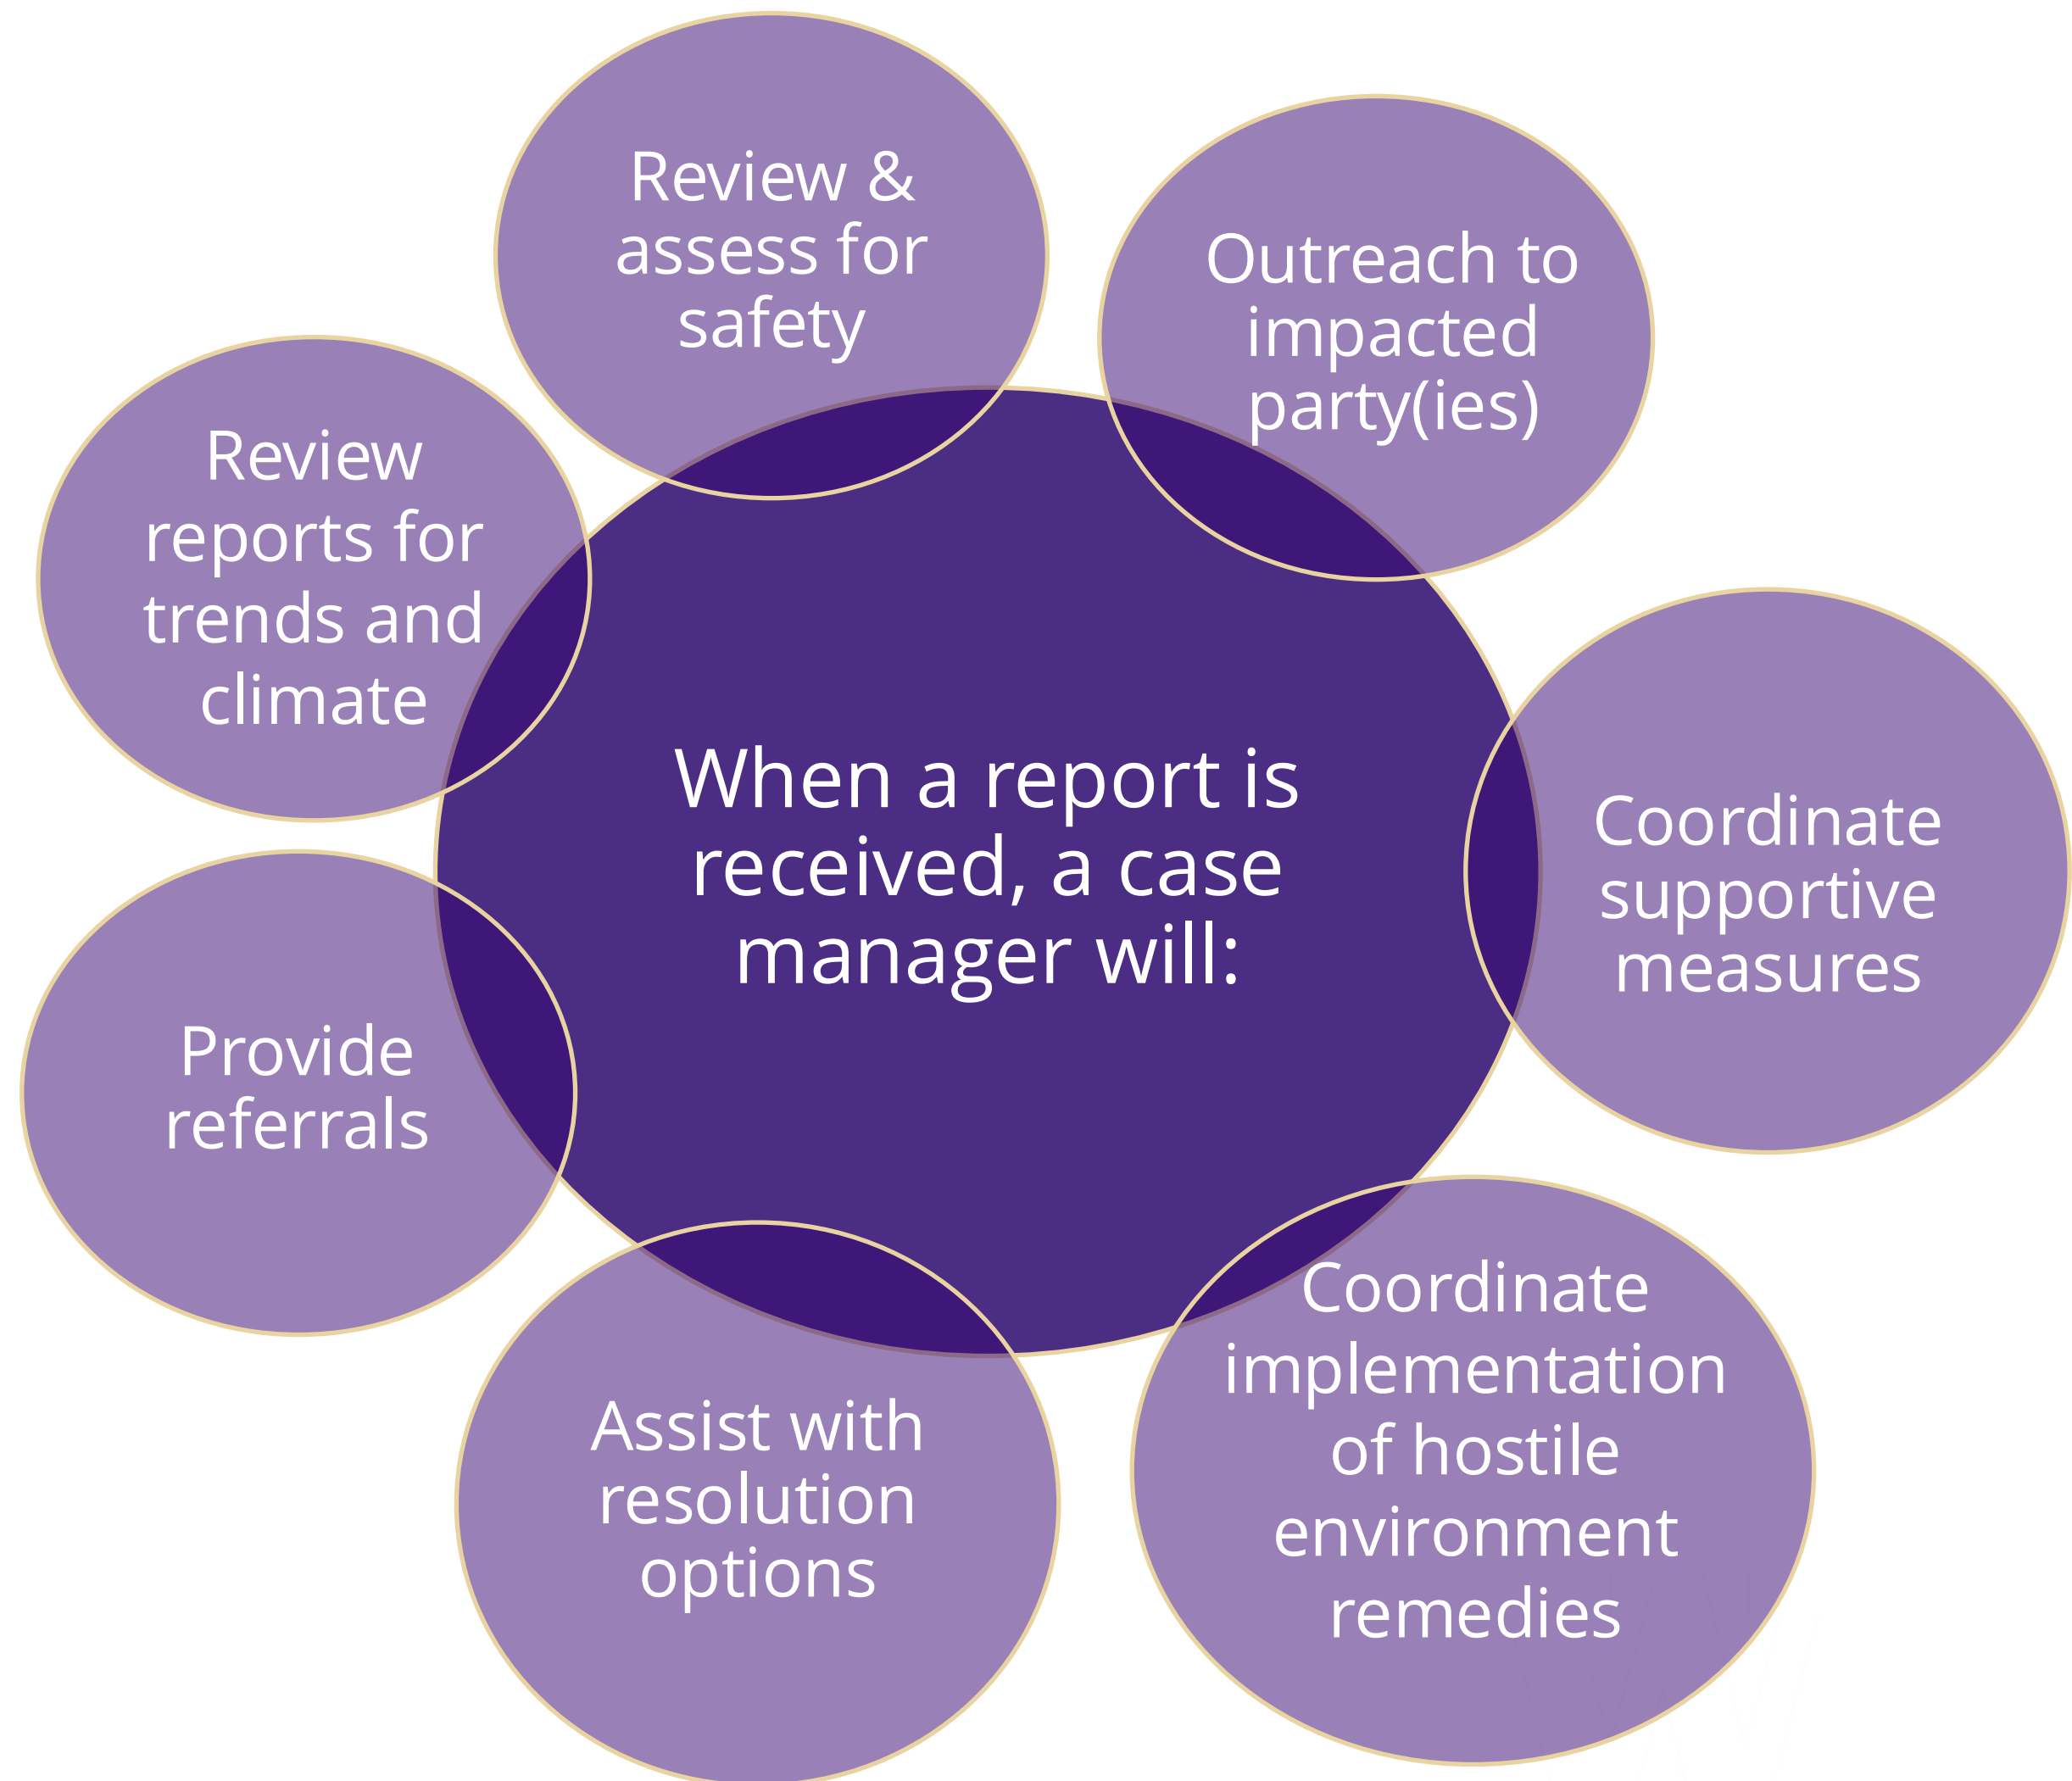 Review &
assess for
safety
Outreach to
impacted
party(ies)
Review
reports for
trends and
climate
When a report is
received, a case
manager will:
Coordinate
supportive
measures
Provide
referrals
Coordinate
implementation
of hostile
environment
remedies
Assist with
resolution
options